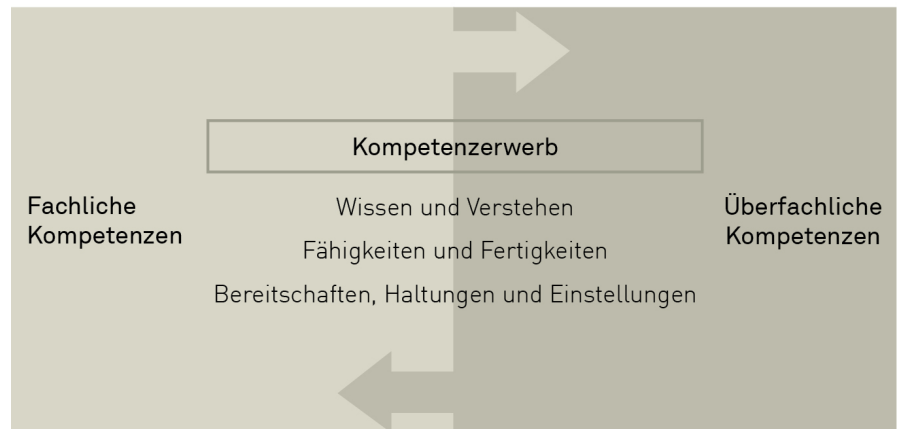 Kompetenzerwerb
Fachliche
Kompetenzen
Wissen und Verstehen
Fähigkeiten und Fertigkeiten
Bereitschaften, Haltungen und Einstellungen
Überfachliche
Kompetenzen